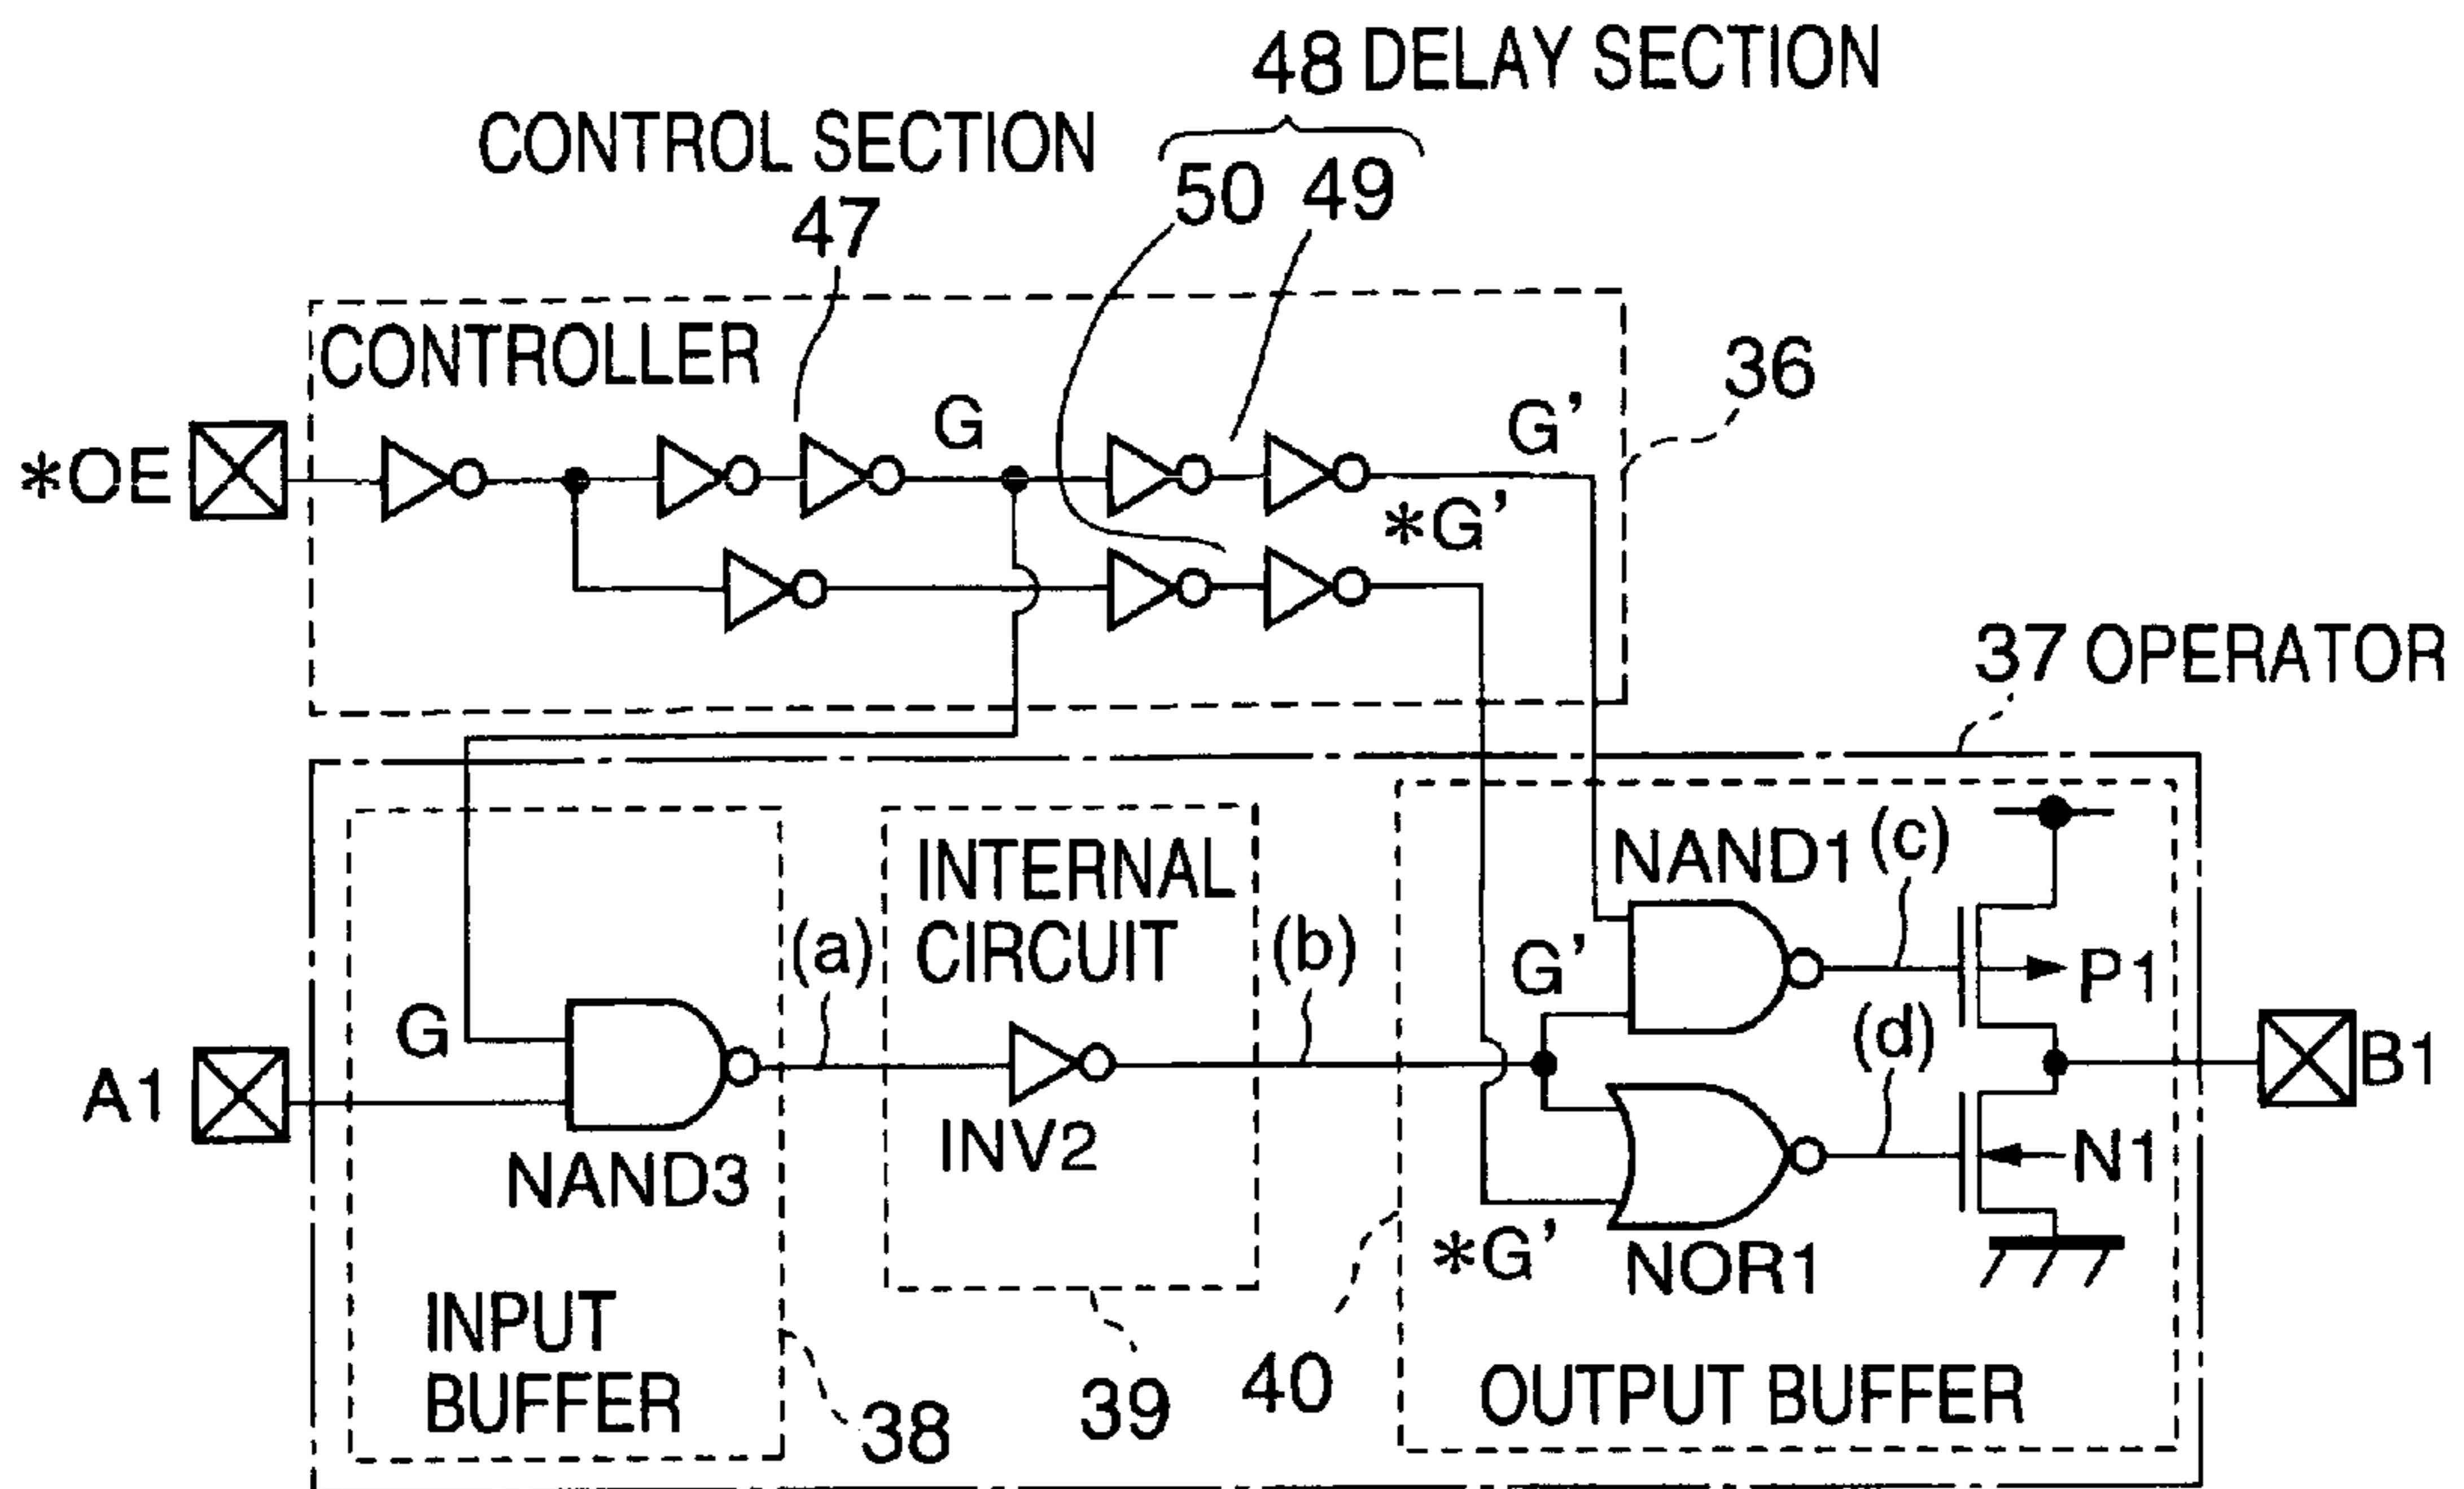 48 DELAY SECTION
CONTROL SECTION
50 49
47
CONTROLLER
36
G
G'
*OE
*G'
37 OPERATOR
NAND1
(c)
INTERNAL
CIRCUIT
(a)
(b)
G'
P1
G
(d)
A1
B1
INV2
N1
NAND3
*G'
NOR1
INPUT
BUFFER
38
39
40
OUTPUT BUFFER